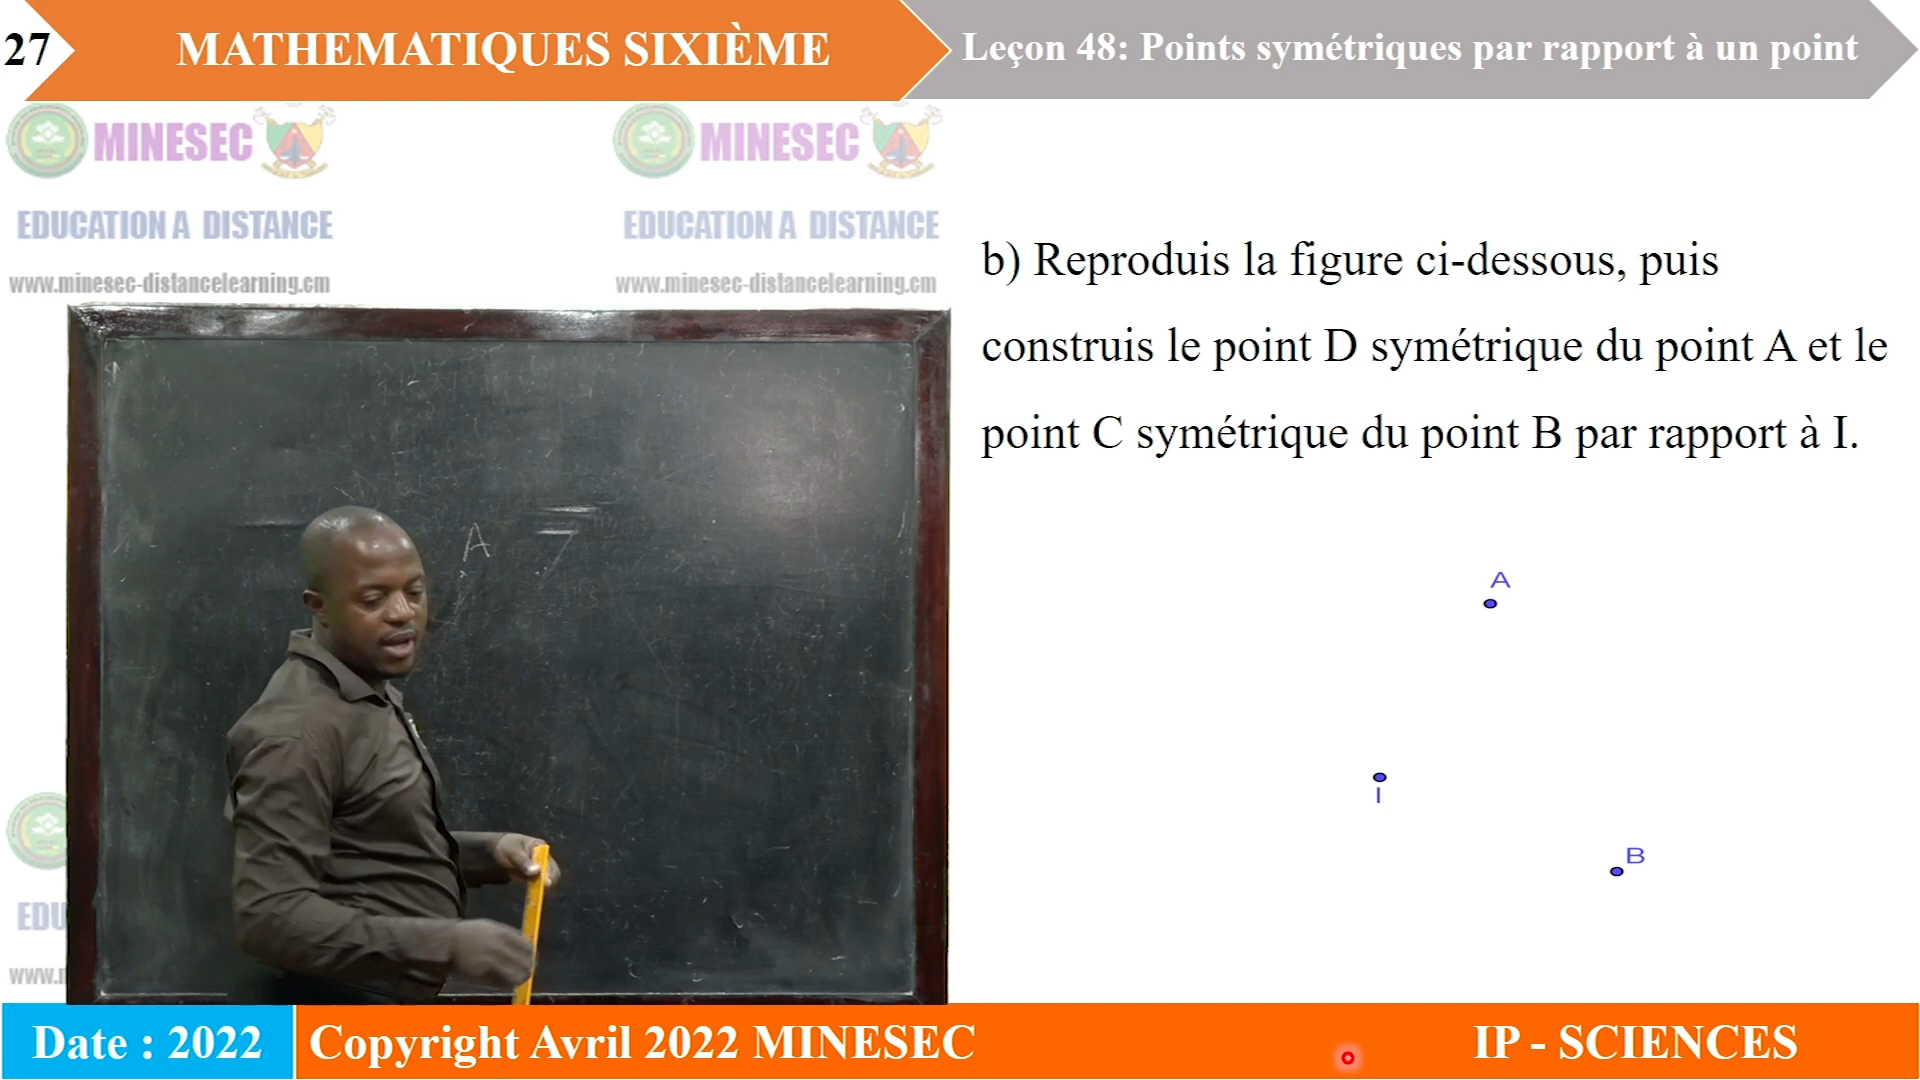 27
MATHEMATIQUES SIXIÈME
Leçon 48: Points symétriques par rapport à un point
MINESEC
EDUCATION A DISTANCE
www.minesec-distancelearning.cm
MINESEC
EDUCATION A DISTANCE
www.minesec-distancelearning.cm
b) Reproduis la figure ci-dessous, puis
construis le point D symétrique du point A et le
point C symétrique du point B par rapport à I.
A
A
I
B
EDU
www.
Date : 2022
Copyright Avril 2022 MINESEC
IP - SCIENCES